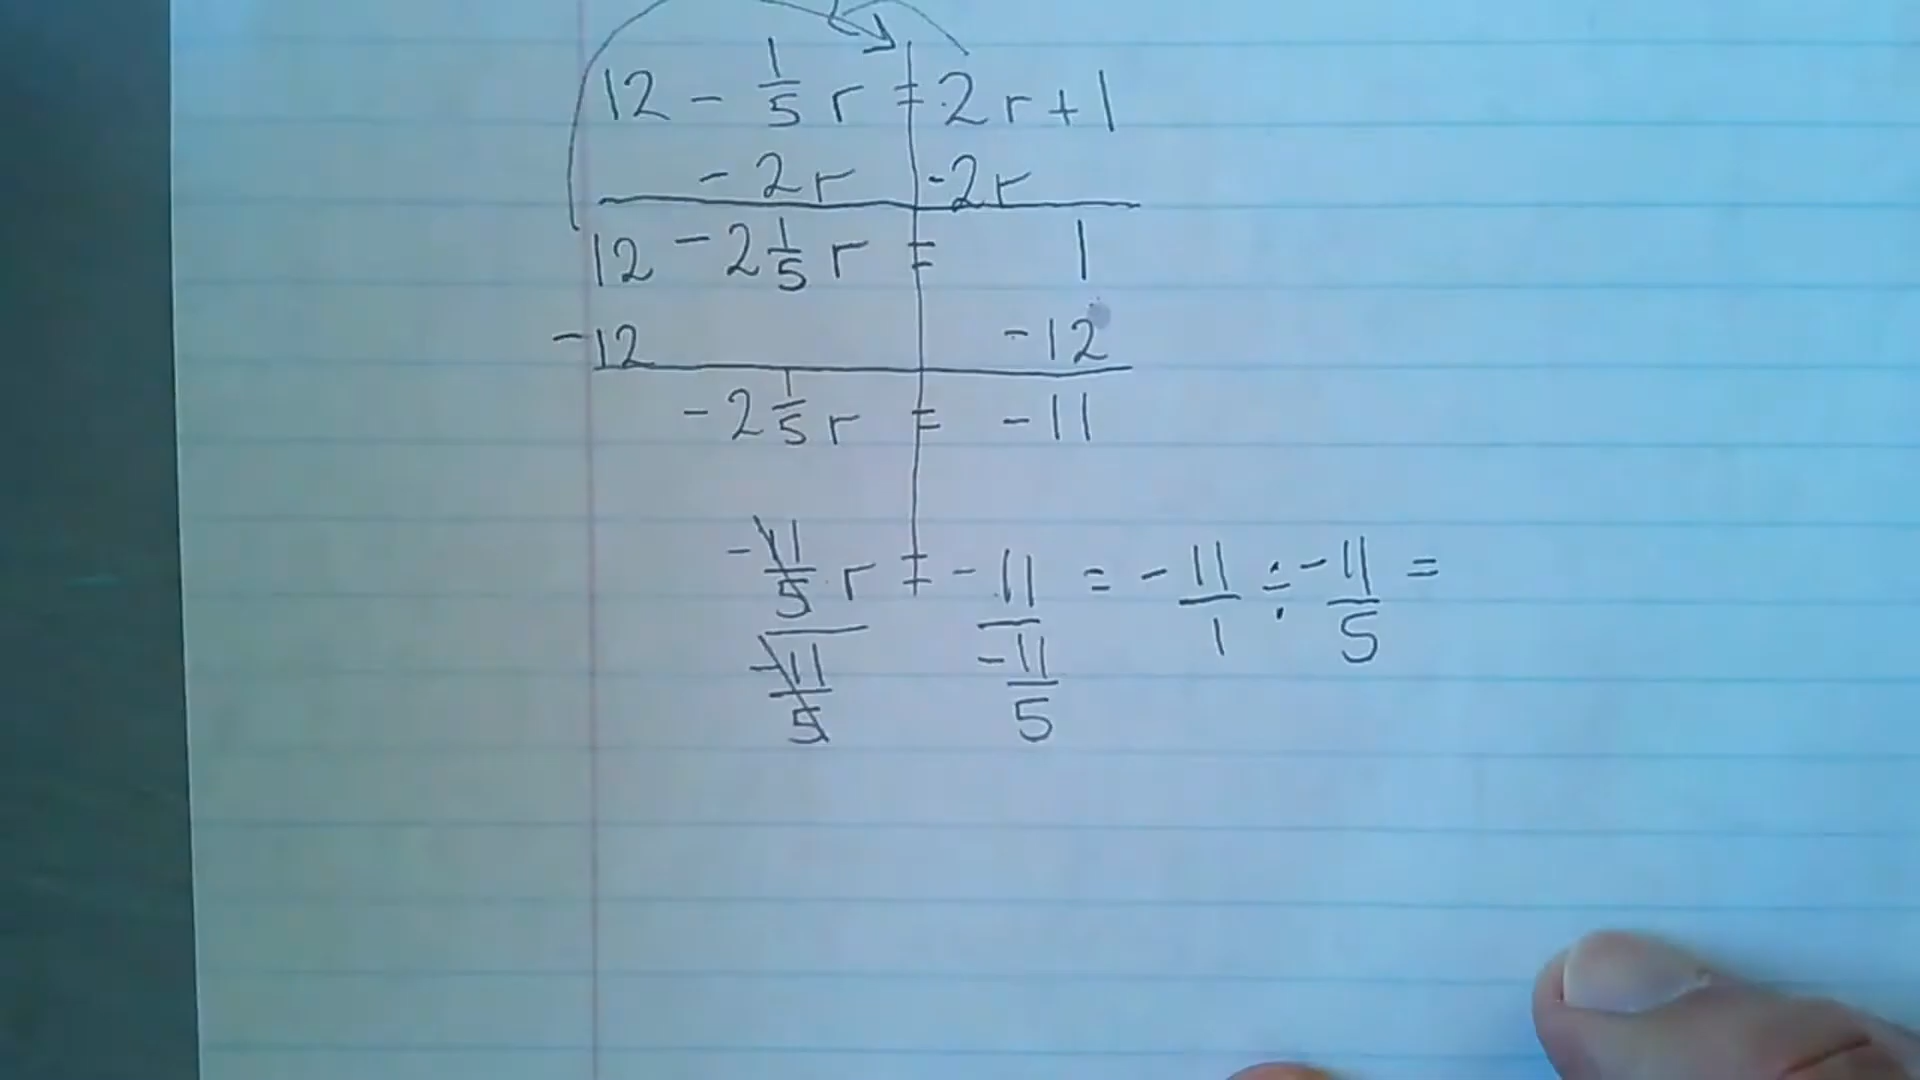 12 - 1/5 r = 2r + 1
- 2r - 2r
12 - 2 1/5 r = 1
-12 -12
- 2 1/5 r = - 11
(-11/5 r)/(-11/5) = -11/(-11/5) = -11/1 ÷ -11/5 =